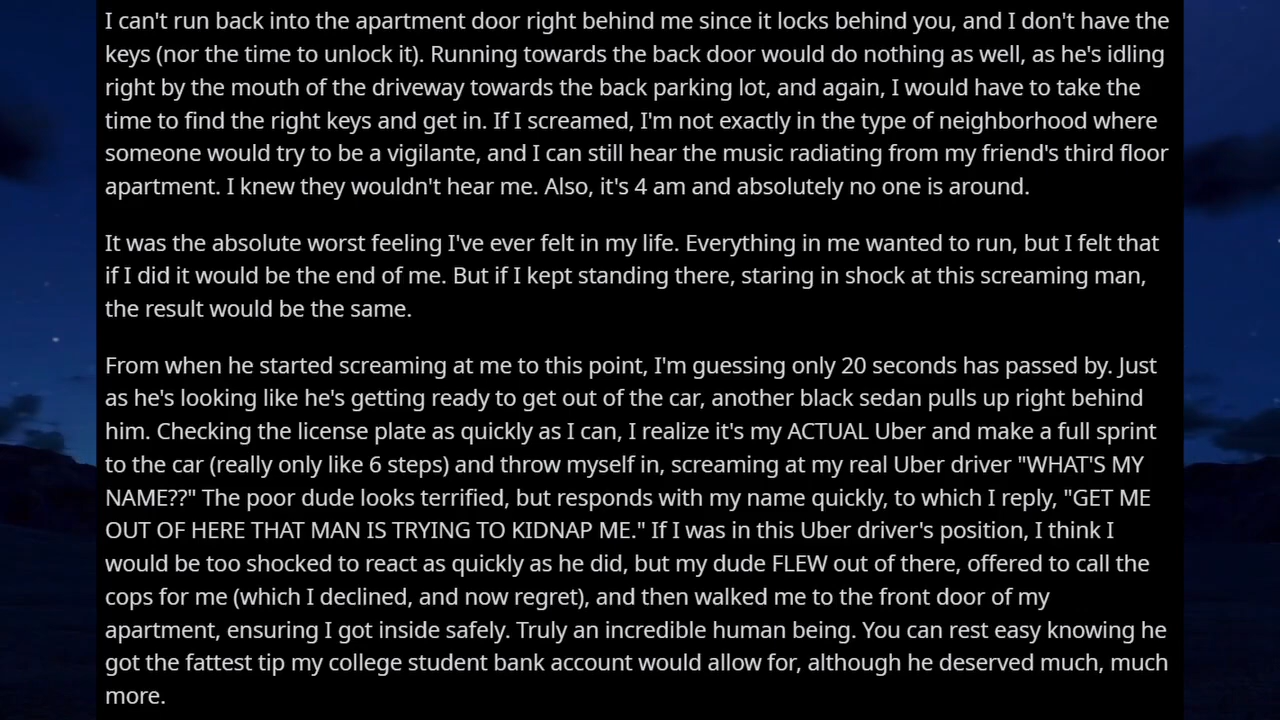 I can't run back into the apartment door right behind me since it locks behind you, and I don't have the
keys (nor the time to unlock it). Running towards the back door would do nothing as well, as he's idling
right by the mouth of the driveway towards the back parking lot, and again, I would have to take the
time to find the right keys and get in. If I screamed, I'm not exactly in the type of neighborhood where
someone would try to be a vigilante, and I can still hear the music radiating from my friend's third floor
apartment. I knew they wouldn't hear me. Also, it's 4 am and absolutely no one is around.
It was the absolute worst feeling I've ever felt in my life. Everything in me wanted to run, but I felt that
if I did it would be the end of me. But if I kept standing there, staring in shock at this screaming man,
the result would be the same.
From when he started screaming at me to this point, I'm guessing only 20 seconds has passed by. Just
as he's looking like he's getting ready to get out of the car, another black sedan pulls up right behind
him. Checking the license plate as quickly as I can, I realize it's my ACTUAL Uber and make a full sprint
to the car (really only like 6 steps) and throw myself in, screaming at my real Uber driver "WHAT'S MY
NAME??" The poor dude looks terrified, but responds with my name quickly, to which I reply, "GET ME
OUT OF HERE THAT MAN IS TRYING TO KIDNAP ME." If I was in this Uber driver's position, I think I
would be too shocked to react as quickly as he did, but my dude FLEW out of there, offered to call the
cops for me (which I declined, and now regret), and then walked me to the front door of my
apartment, ensuring I got inside safely. Truly an incredible human being. You can rest easy knowing he
got the fattest tip my college student bank account would allow for, although he deserved much, much
more.